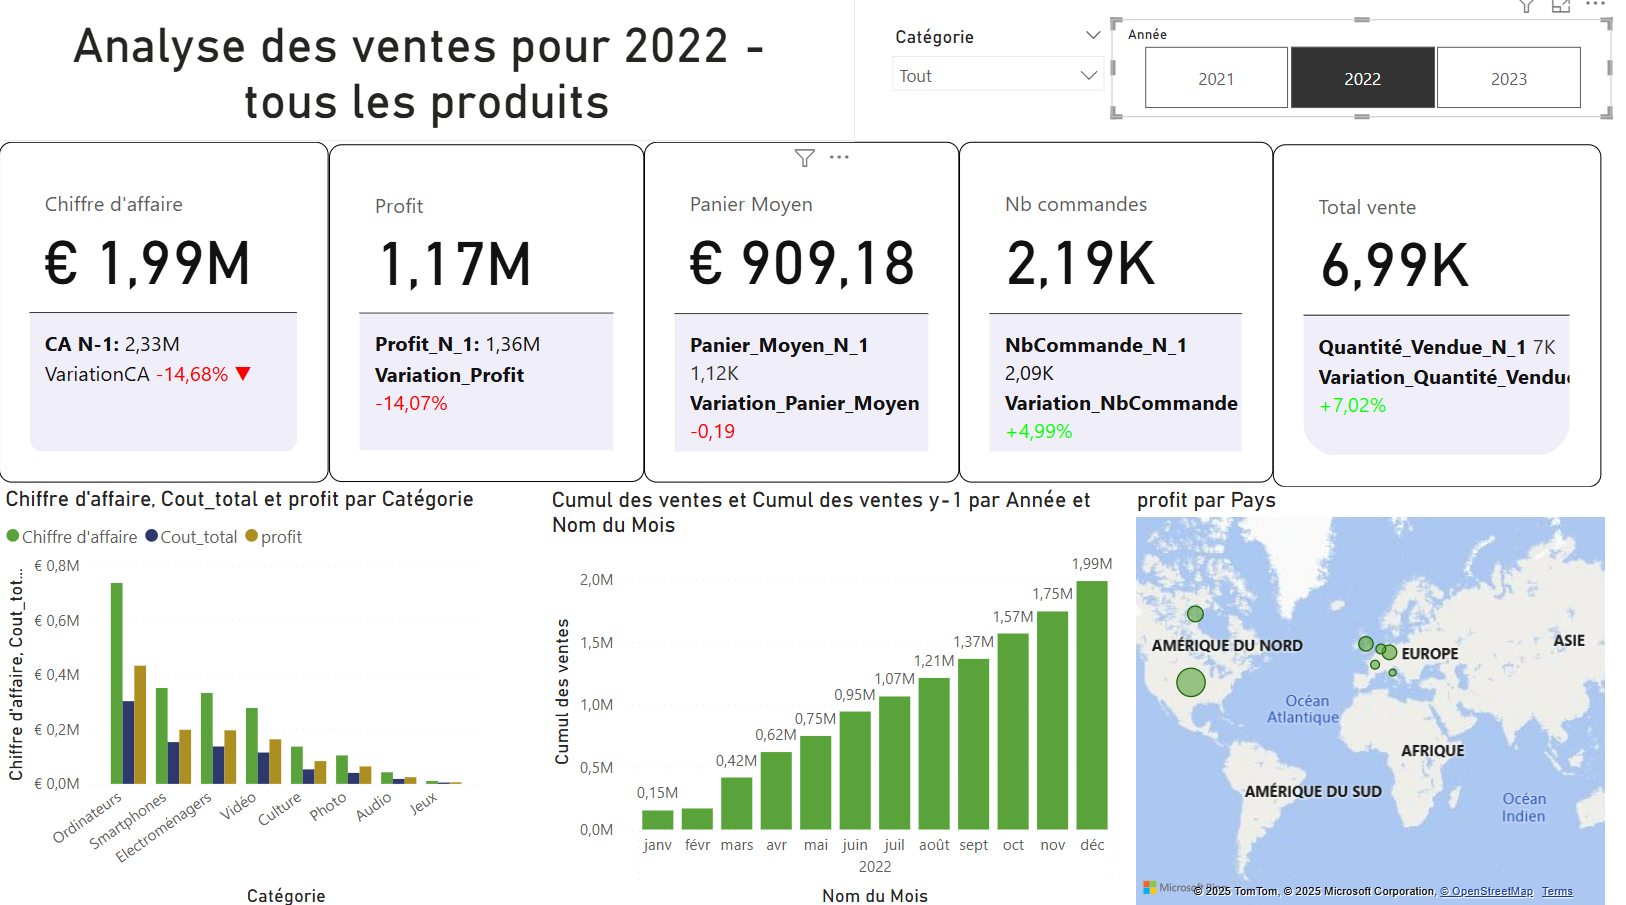 Analyse des ventes pour 2022 -
tous les produits
Catégorie
Tout
Année
2021
2022
2023
Chiffre d'affaire
€ 1,99M
CA N-1: 2,33M
VariationCA -14,68% ▼
Profit
1,17M
Profit_N_1: 1,36M
Variation_Profit
-14,07%
Panier Moyen
€ 909,18
Panier_Moyen_N_1
1,12K
Variation_Panier_Moyen
-0,19
Nb commandes
2,19K
NbCommande_N_1
2,09K
Variation_NbCommande
+4,99%
Total vente
6,99K
Quantité_Vendue_N_1 7K
Variation_Quantité_Vendu
+7,02%
Chiffre d'affaire, Cout_total et profit par Catégorie
Chiffre d'affaire Cout_total profit
Chiffre d'affaire, Cout_tot...
€ 0,8M
€ 0,6M
€ 0,4M
€ 0,2M
€ 0,0M
Ordinateurs
Smartphones
Electroménagers
Vidéo
Culture
Photo
Audio
Jeux
Catégorie
Cumul des ventes et Cumul des ventes y-1 par Année et
Nom du Mois
Cumul des ventes
2,0M
1,5M
1,0M
0,5M
0,0M
0,15M
0,42M
0,62M
0,75M
0,95M
1,07M
1,21M
1,37M
1,57M
1,75M
1,99M
janv févr mars avr mai juin juil août sept oct nov déc
2022
Nom du Mois
profit par Pays
AMÉRIQUE DU NORD
EUROPE
ASIE
Océan
Atlantique
AFRIQUE
AMÉRIQUE DU SUD
Océan
Indien
Microsoft
© 2025 TomTom, © 2025 Microsoft Corporation, © OpenStreetMap Terms